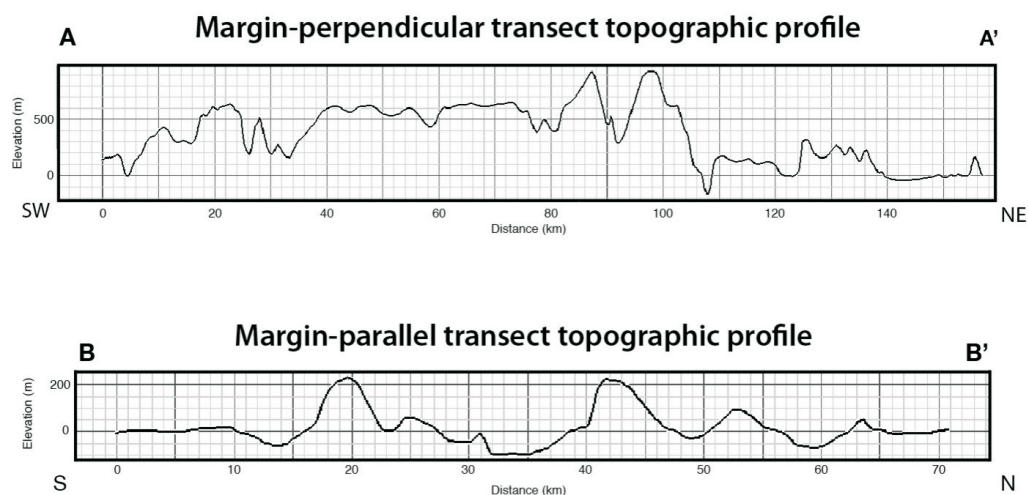 Margin-perpendicular transect topographic profile
A A'
Elevation (m)
500
0
SW NE
0 20 40 60 80 100 120 140
Distance (km)
Margin-parallel transect topographic profile
B B'
Elevation (m)
200
0
0 10 20 30 40 50 60 70
S N
Distance (km)